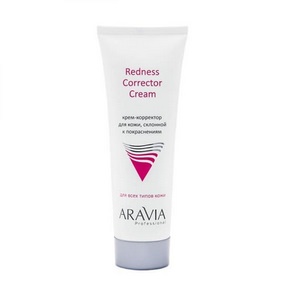 Redness
Corrector
Cream
крем-корректор
для кожи, склонной
к покраснениям
для всех типов кожи
ARAVIA
Professional